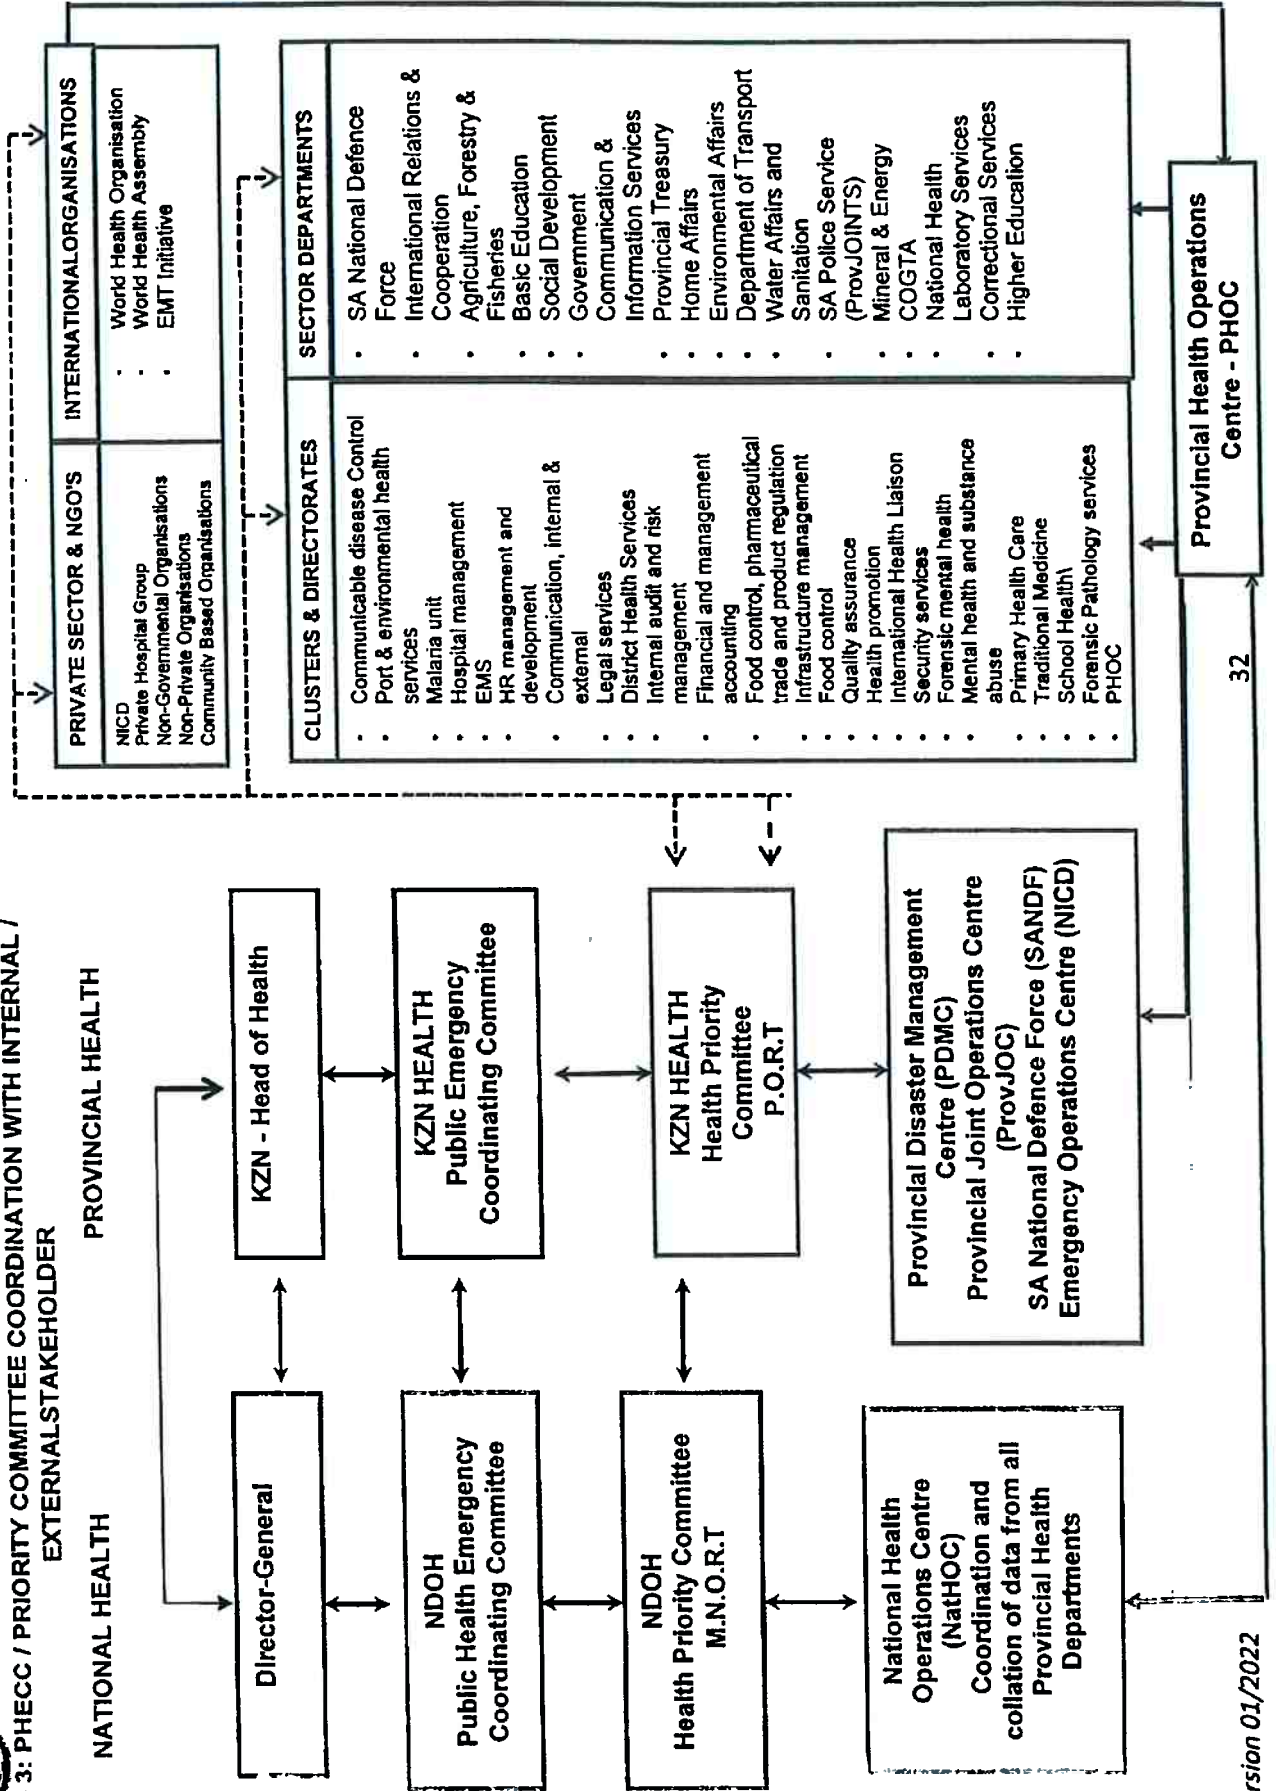 3: PHECC / PRIORITY COMMITTEE COORDINATION WITH INTERNAL /
EXTERNALSTAKEHOLDER
NATIONAL HEALTH
PROVINCIAL HEALTH
Director-General
NDOH
Public Health Emergency
Coordinating Committee
NDOH
Health Priority Committee
M.N.O.R.T
National Health
Operations Centre
(NatHOC)
Coordination and
collation of data from all
Provincial Health
Departments
KZN - Head of Health
KZN HEALTH
Public Emergency
Coordinating Committee
KZN HEALTH
Health Priority
Committee
P.O.R.T
Provincial Disaster Management
Centre (PDMC)
Provincial Joint Operations Centre
(ProvJOC)
SA National Defence Force (SANDF)
Emergency Operations Centre (NICD)
PRIVATE SECTOR & NGO'S
NICD
Private Hospital Group
Non-Governmental Organisations
Non-Private Organisations
Community Based Organisations
INTERNATIONALORGANISATIONS
· World Health Organisation
· World Health Assembly
· EMT Initiative
CLUSTERS & DIRECTORATES
• Communicable disease Control
• Port & environmental health
services
• Malaria unit
• Hospital management
• EMS
• HR management and
development
• Communication, internal &
external
• Legal services
• District Health Services
• Internal audit and risk
management
• Financial and management
accounting
• Food control, pharmaceutical
trade and product regulation
• Infrastructure management
• Food control
• Quality assurance
• Health promotion
• International Health Liaison
• Security services
• Forensic mental health
• Mental health and substance
abuse
• Primary Health Care
• Traditional Medicine
• School Health\
• Forensic Pathology services
• PHOC
SECTOR DEPARTMENTS
• SA National Defence
Force
• International Relations &
Cooperation
• Agriculture, Forestry &
Fisheries
• Basic Education
• Social Development
• Government
Communication &
Information Services
• Provincial Treasury
• Home Affairs
• Environmental Affairs
• Department of Transport
• Water Affairs and
Sanitation
• SA Police Service
(ProvJOINTS)
• Mineral & Energy
• COGTA
• National Health
Laboratory Services
• Correctional Services
• Higher Education
Provincial Health Operations
Centre - PHOC
rsion 01/2022
32